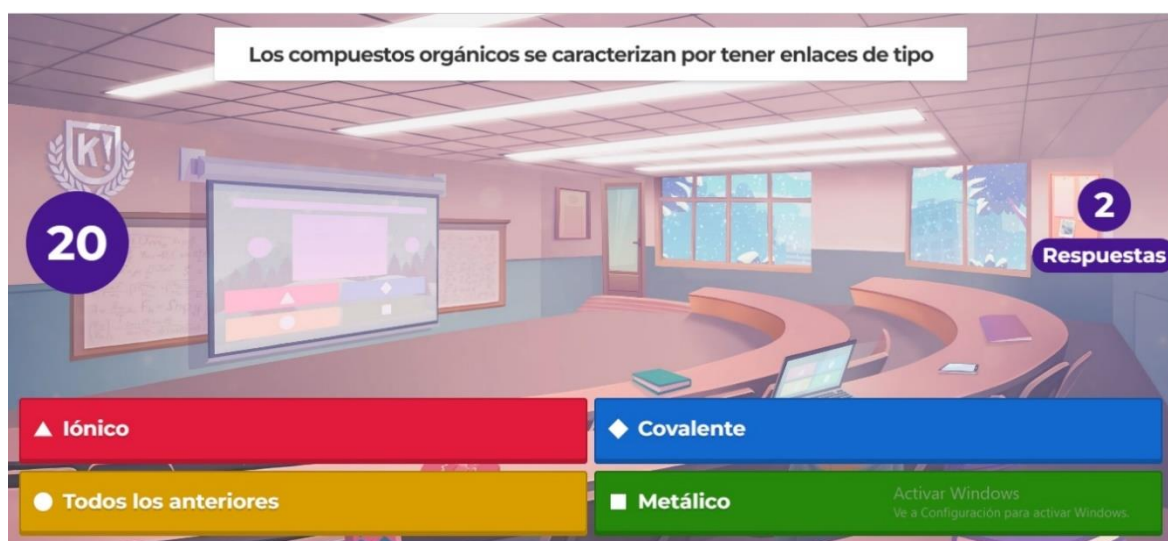 Los compuestos orgánicos se caracterizan por tener enlaces de tipo
K!
20
2
Respuestas
Iónico
Covalente
Todos los anteriores
Metálico
Activar Windows
Ve a Configuración para activar Windows.